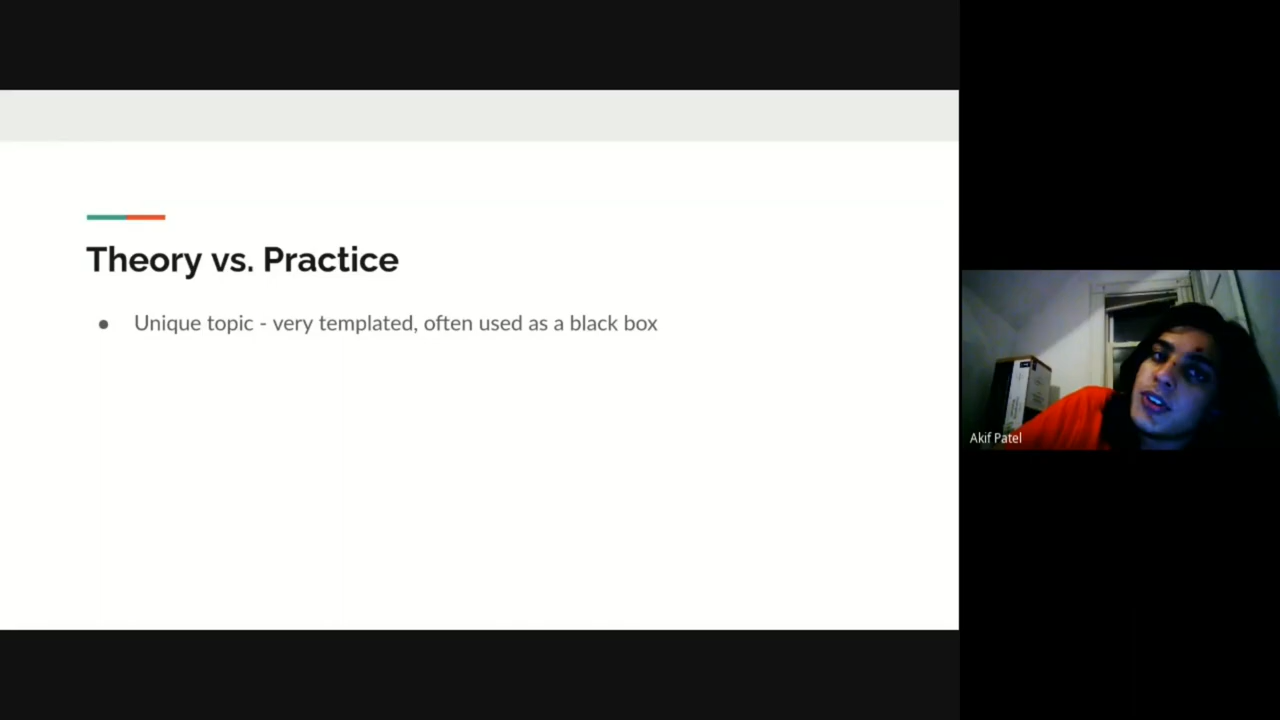 Theory vs. Practice
● Unique topic - very templated, often used as a black box
Akif Patel